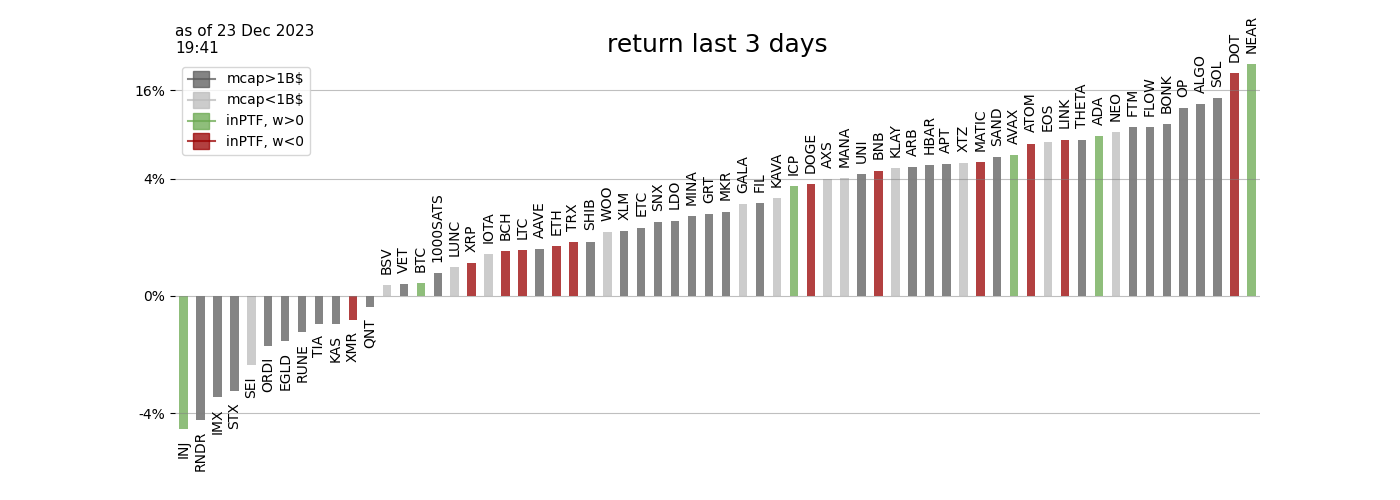 as of 23 Dec 2023
19:41
return last 3 days
mcap>1B$
mcap<1B$
inPTF, w>0
inPTF, w<0
16%
4%
0%
-4%
INJ
RNDR
IMX
STX
SEI
ORDI
EGLD
RUNE
TIA
KAS
XMR
QNT
BSV
VET
BTC
1000SATS
LUNC
XRP
IOTA
BCH
LTC
AAVE
ETH
TRX
SHIB
WOO
XLM
ETC
SNX
LDO
MINA
GRT
MKR
GALA
FIL
KAVA
ICP
DOGE
AXS
MANA
UNI
BNB
KLAY
ARB
HBAR
APT
XTZ
MATIC
SAND
AVAX
ATOM
EOS
LINK
THETA
ADA
NEO
FTM
FLOW
BONK
OP
ALGO
SOL
DOT
NEAR